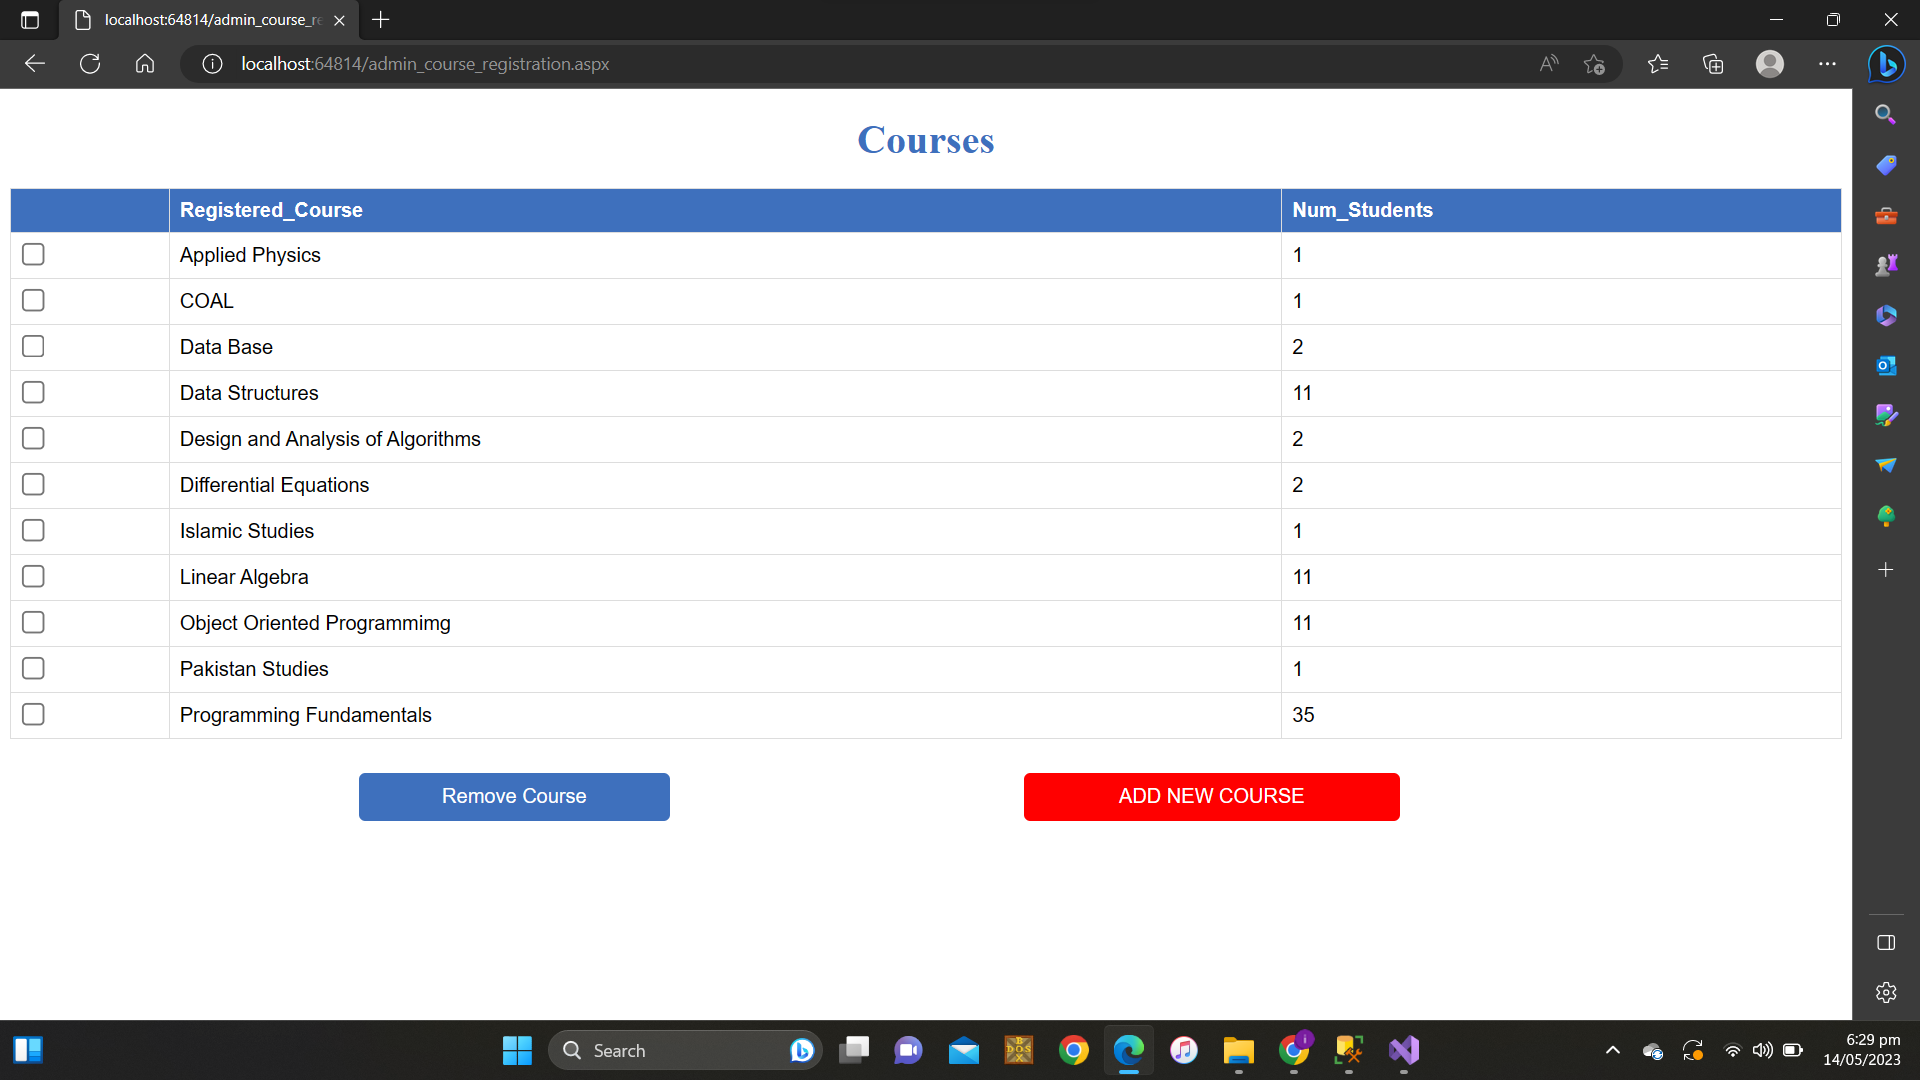 localhost:64814/admin_course_re
localhost:64814/admin_course_registration.aspx
Courses
Registered_Course Num_Students
Applied Physics 1
COAL 1
Data Base 2
Data Structures 11
Design and Analysis of Algorithms 2
Differential Equations 2
Islamic Studies 1
Linear Algebra 11
Object Oriented Programmimg 11
Pakistan Studies 1
Programming Fundamentals 35
Remove Course ADD NEW COURSE
Search
6:29 pm
14/05/2023